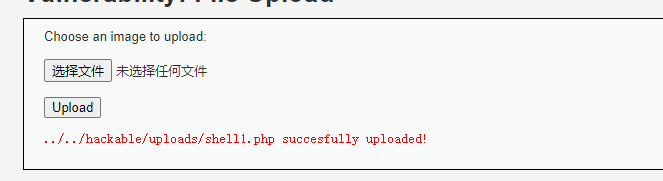 Vulnerability: File Upload
Choose an image to upload:
选择文件 未选择任何文件
Upload
../../hackable/uploads/shell1.php succesfully uploaded!